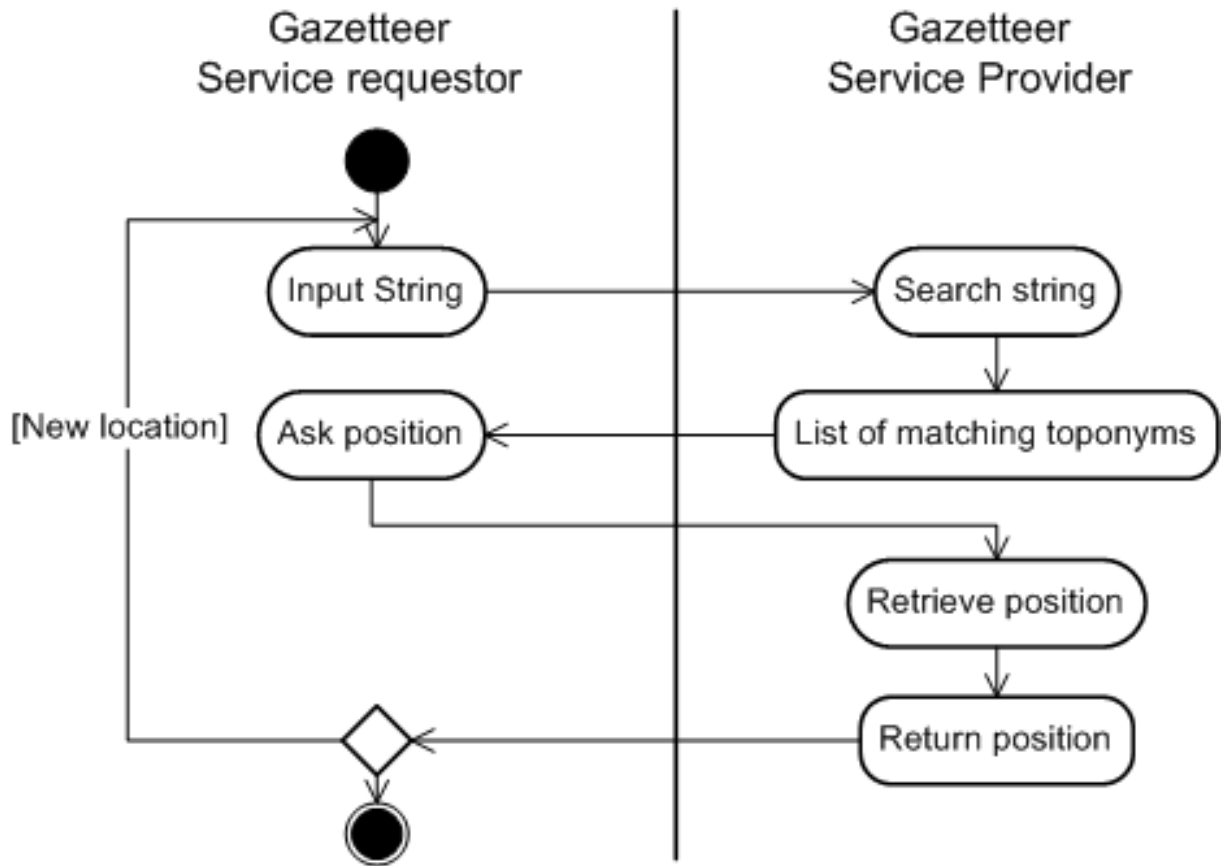 Gazetteer
Service requestor
Gazetteer
Service Provider
Input String
Search string
[New location]
Ask position
List of matching toponyms
Retrieve position
Return position